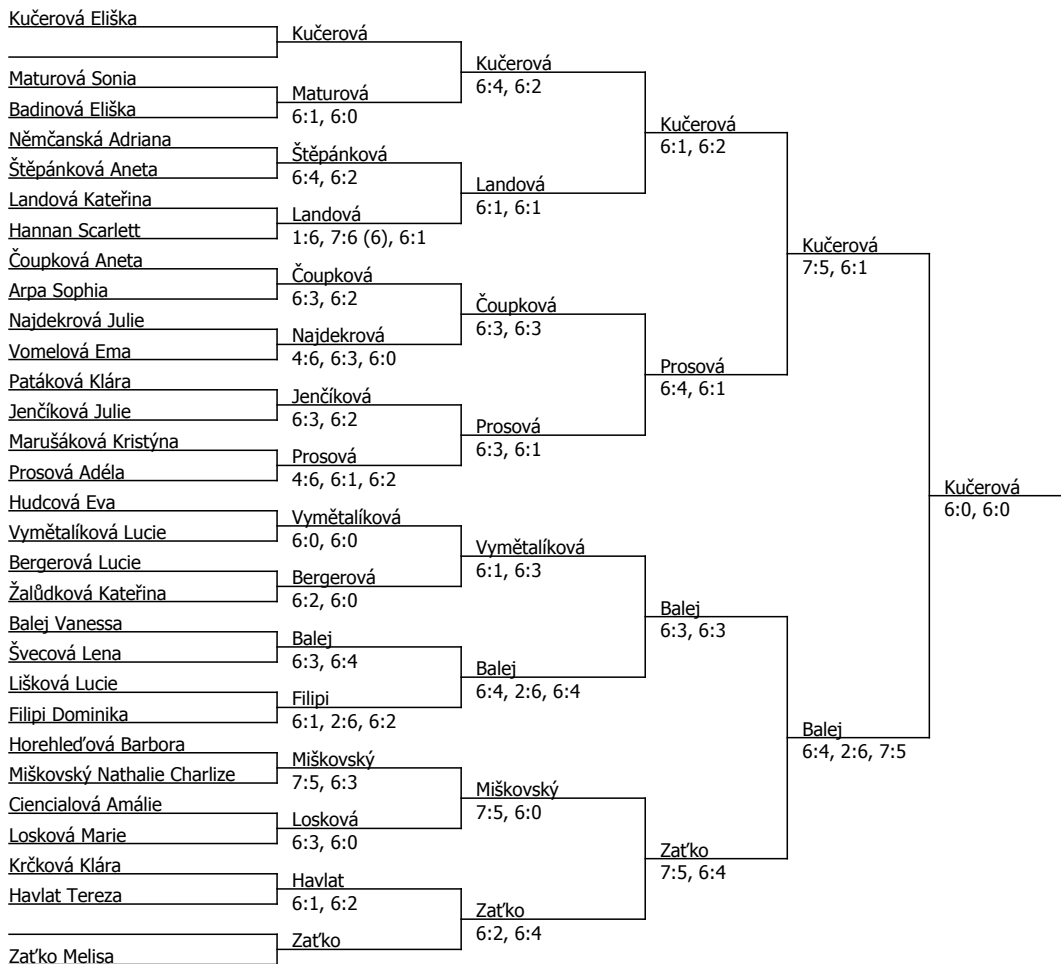 Kučerová Eliška
Maturová Sonia
Badinová Eliška
Němčanská Adriana
Štěpánková Aneta
Landová Kateřina
Hannan Scarlett
Čoupková Aneta
Arpa Sophia
Najdekrová Julie
Vomelová Ema
Patáková Klára
Jenčíková Julie
Marušáková Kristýna
Prosová Adéla
Hudcová Eva
Vymětalíková Lucie
Bergerová Lucie
Žalůdková Kateřina
Balej Vanessa
Švecová Lena
Lišková Lucie
Filipi Dominika
Horehleďová Barbora
Miškovský Nathalie Charlize
Ciencialová Amálie
Losková Marie
Krčková Klára
Havlat Tereza
Zaťko Melisa
Kučerová
Maturová
6:1, 6:0
Štěpánková
6:4, 6:2
Landová
1:6, 7:6 (6), 6:1
Čoupková
6:3, 6:2
Najdekrová
4:6, 6:3, 6:0
Jenčíková
6:3, 6:2
Prosová
4:6, 6:1, 6:2
Vymětalíková
6:0, 6:0
Bergerová
6:2, 6:0
Balej
6:3, 6:4
Filipi
6:1, 2:6, 6:2
Miškovský
7:5, 6:3
Losková
6:3, 6:0
Havlat
6:1, 6:2
Zaťko
Kučerová
6:4, 6:2
Landová
6:1, 6:1
Čoupková
6:3, 6:3
Prosová
6:3, 6:1
Vymětalíková
6:1, 6:3
Balej
6:4, 2:6, 6:4
Miškovský
7:5, 6:0
Zaťko
6:2, 6:4
Kučerová
6:1, 6:2
Prosová
6:4, 6:1
Balej
6:3, 6:3
Zaťko
7:5, 6:4
Kučerová
7:5, 6:1
Balej
6:4, 2:6, 7:5
Kučerová
6:0, 6:0